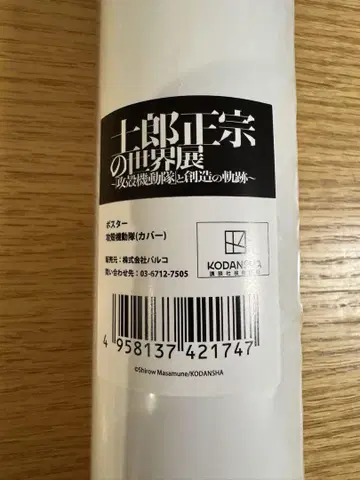 士郎正宗
の世界展
～「攻殻機動隊」と創造の軌跡～
ポスター
攻殻機動隊(カバー)
販売元：株式会社パルコ
問い合わせ先：03-6712-7505
KODANSHA
4 958137 421747
©Shirow Masamune/KODANSHA